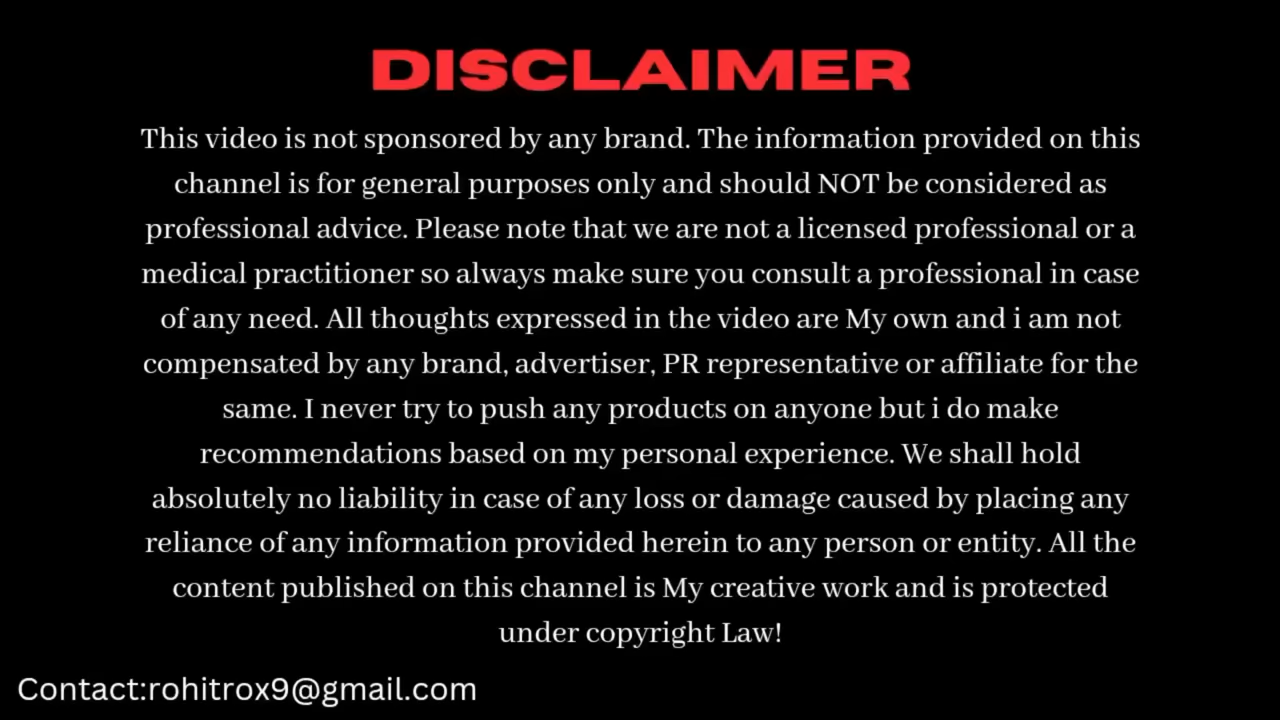 DISCLAIMER
This video is not sponsored by any brand. The information provided on this
channel is for general purposes only and should NOT be considered as
professional advice. Please note that we are not a licensed professional or a
medical practitioner so always make sure you consult a professional in case
of any need. All thoughts expressed in the video are My own and i am not
compensated by any brand, advertiser, PR representative or affiliate for the
same. I never try to push any products on anyone but i do make
recommendations based on my personal experience. We shall hold
absolutely no liability in case of any loss or damage caused by placing any
reliance of any information provided herein to any person or entity. All the
content published on this channel is My creative work and is protected
under copyright Law!
Contact:rohitrox9@gmail.com